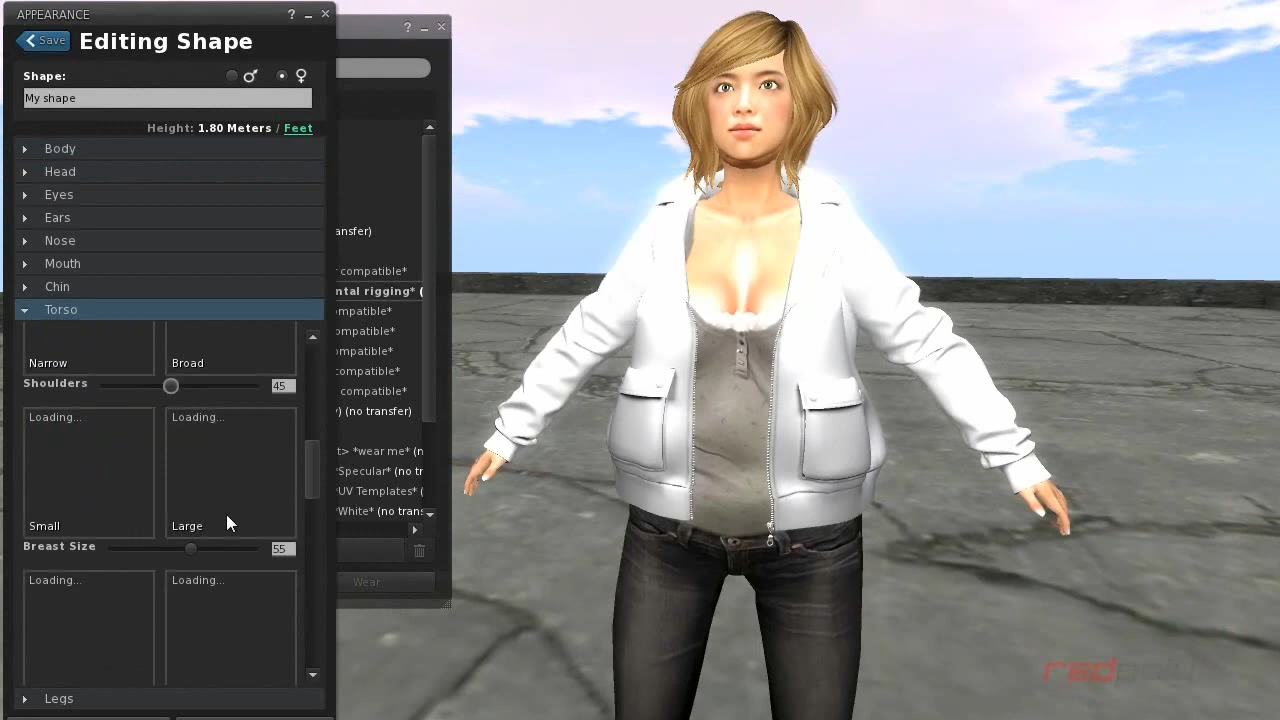 APPEARANCE
Save
Editing Shape
Shape:
My shape
Height: 1.80 Meters / Feet
Body
Head
Eyes
Ears
Nose
Mouth
Chin
Torso
Narrow
Broad
Shoulders
45
Loading...
Loading...
Small
Large
Breast Size
55
Loading...
Loading...
Legs
ansfer)
compatible*
ntal rigging* (
ompatible*
ompatible*
ompatible*
compatible*
compatible*
) (no transfer)
t> *wear me* (n
*Specular* (no tr
*UV Templates* (
*White* (no trans
Wear